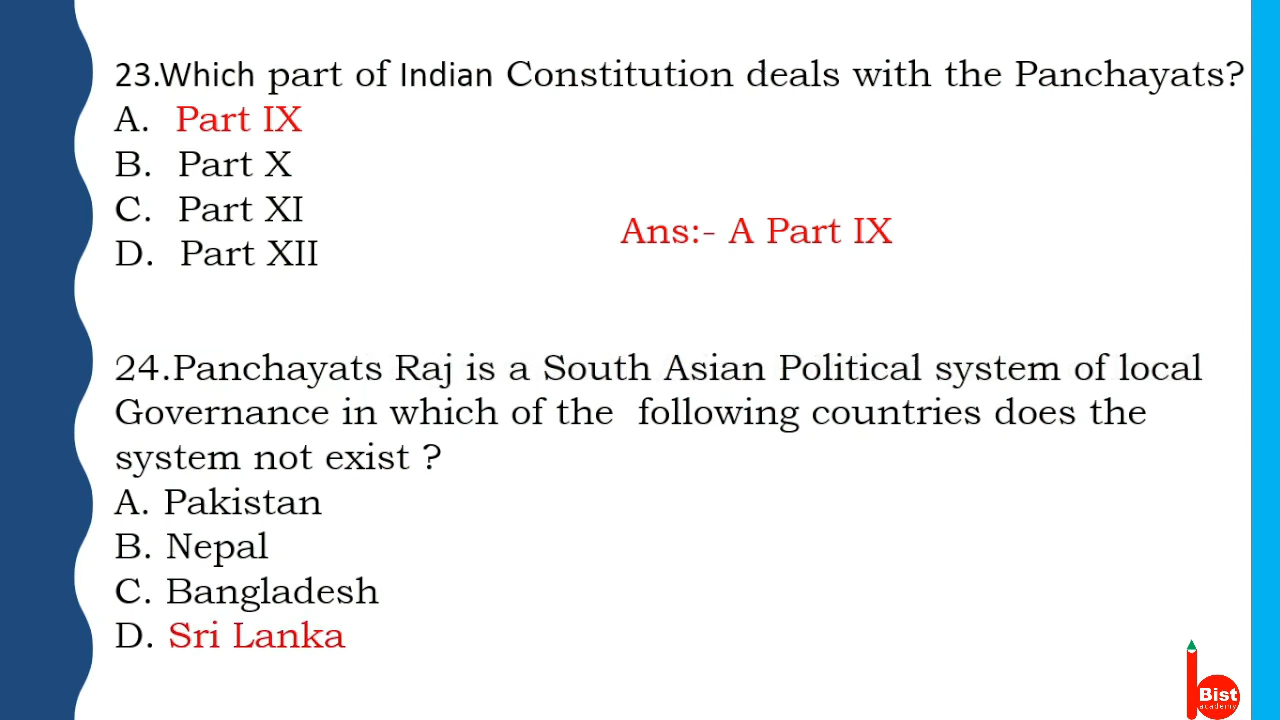 23.Which part of Indian Constitution deals with the Panchayats?
A. Part IX
B. Part X
C. Part XI
D. Part XII
Ans:- A Part IX
24.Panchayats Raj is a South Asian Political system of local
Governance in which of the following countries does the
system not exist ?
A. Pakistan
B. Nepal
C. Bangladesh
D. Sri Lanka
Bist
academy